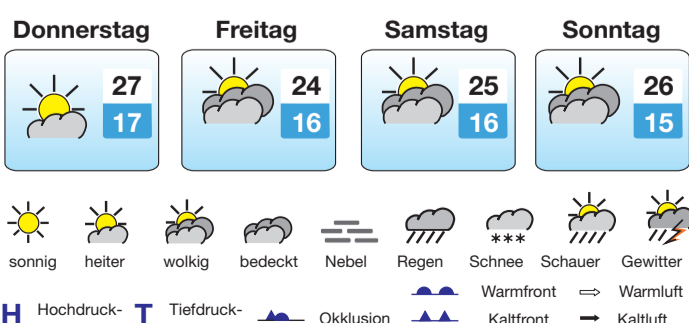 Donnerstag Freitag Samstag Sonntag
27 24 25 26
17 16 16 15
sonnig heiter wolkig bedeckt Nebel Regen Schnee Schauer Gewitter
Warmfront Warmluft
H Hochdruck- T Tiefdruck- Okklusion Kaltfront Kaltluft